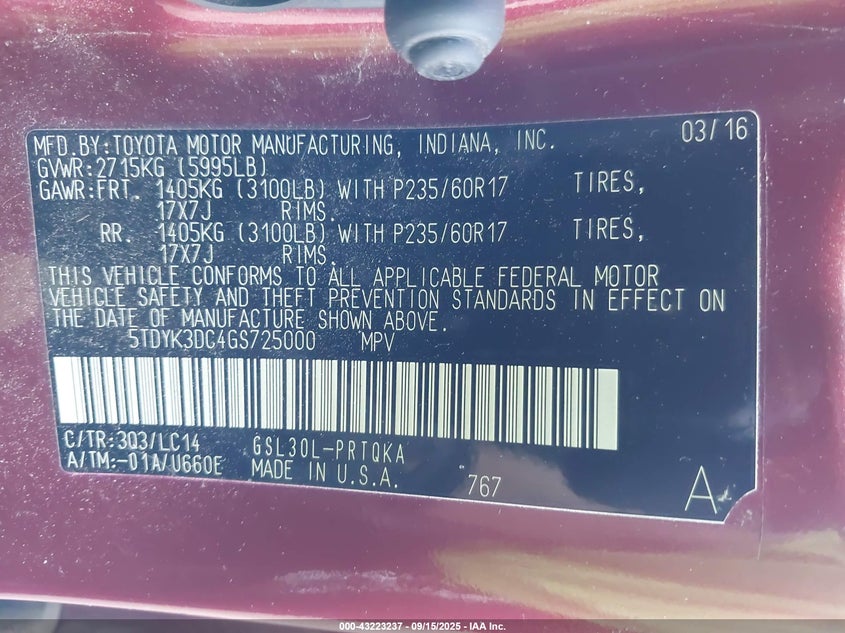 MFD.BY:TOYOTA MOTOR MANUFACTURING, INDIANA, INC. 03/16
GVWR:2715KG (5995LB)
GAWR:FRT. 1405KG (3100LB) WITH P235/60R17 TIRES,
17X7J RIMS.
RR. 1405KG (3100LB) WITH P235/60R17 TIRES,
17X7J RIMS.
THIS VEHICLE CONFORMS TO ALL APPLICABLE FEDERAL MOTOR
VEHICLE SAFETY AND THEFT PREVENTION STANDARDS IN EFFECT ON
THE DATE OF MANUFACTURE SHOWN ABOVE.
5TDYK3DC4GS725000 MPV
C/TR:3Q3/LC14 GSL30L-PRTQKA
A/TM:-01A/U660E MADE IN U.S.A. 767 A
000-43223237 - 09/15/2025 - IAA Inc.